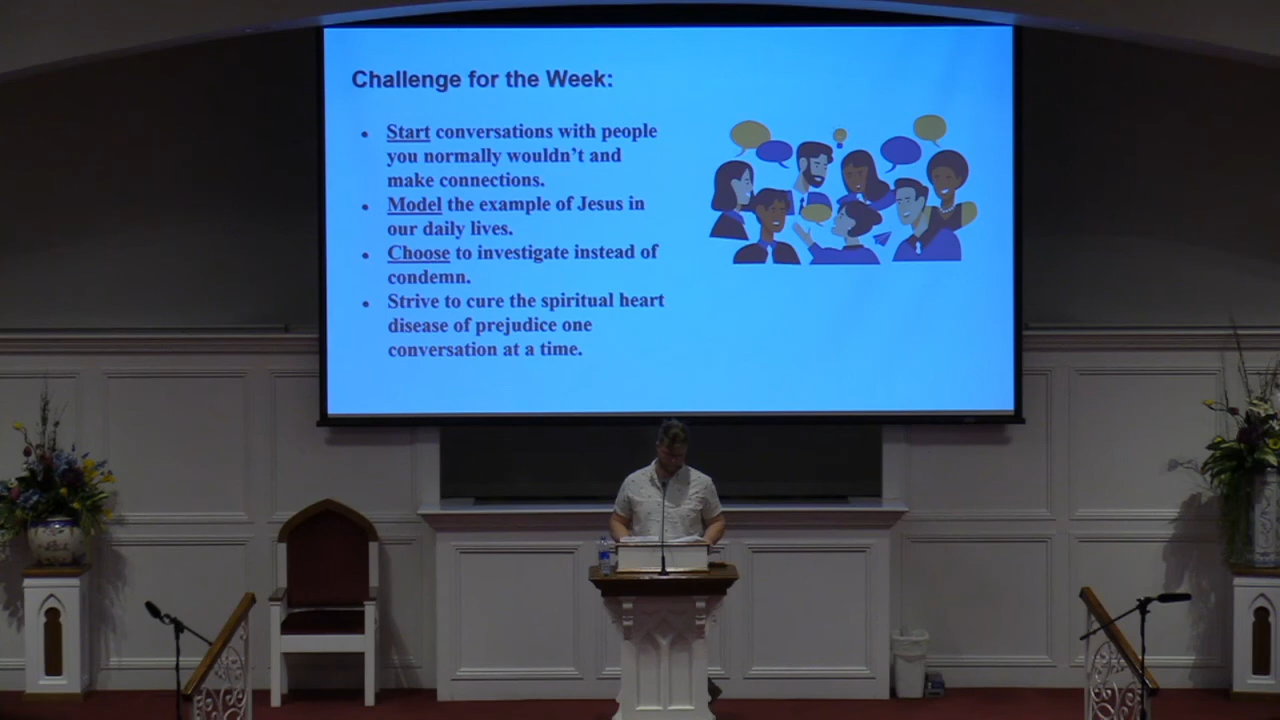 Challenge for the Week:
• Start conversations with people
you normally wouldn't and
make connections.
• Model the example of Jesus in
our daily lives.
• Choose to investigate instead of
condemn.
• Strive to cure the spiritual heart
disease of prejudice one
conversation at a time.